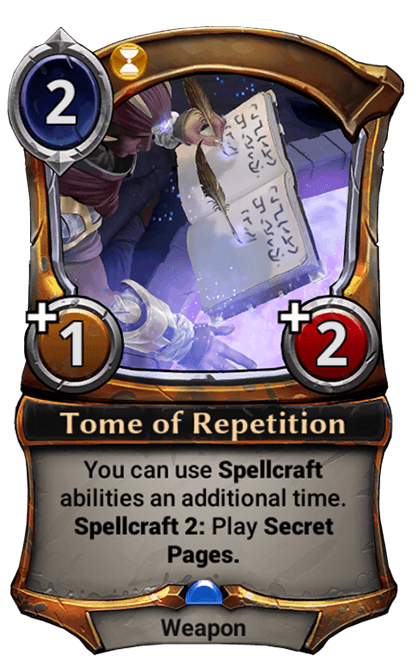 2
+1
+2
Tome of Repetition
You can use Spellcraft
abilities an additional time.
Spellcraft 2: Play Secret
Pages.
Weapon